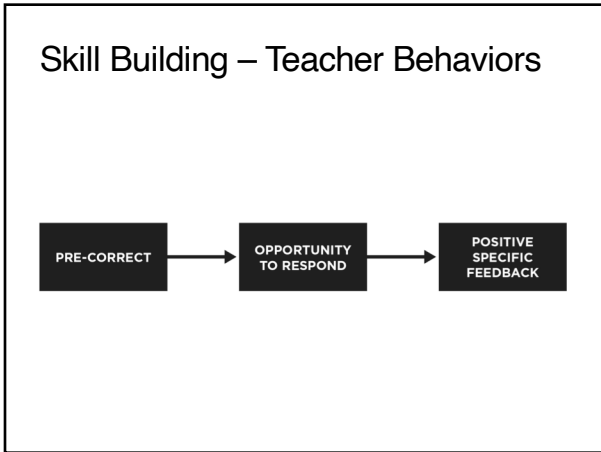 Skill Building – Teacher Behaviors
PRE-CORRECT
OPPORTUNITY
TO RESPOND
POSITIVE
SPECIFIC
FEEDBACK